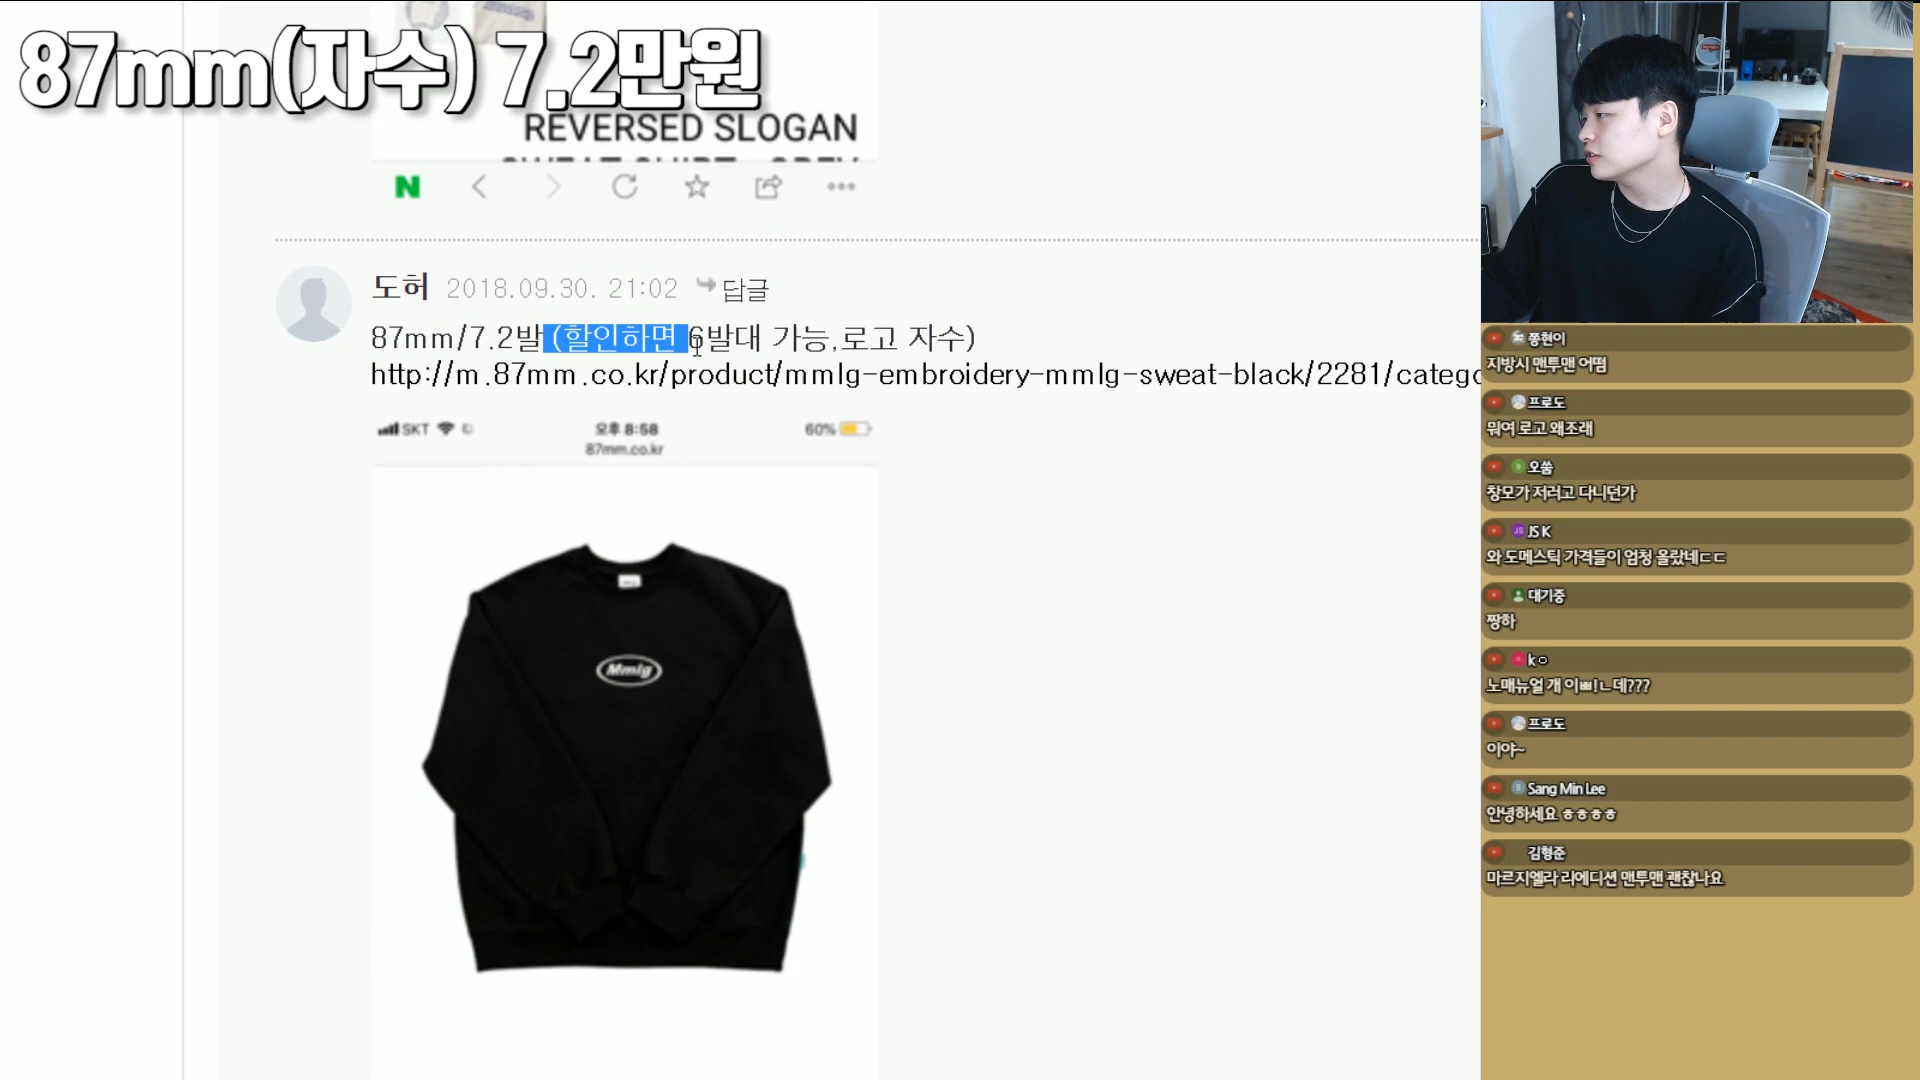 87mm(자수) 7.2만원
REVERSED SLOGAN
N
도허 2018.09.30. 21:02 답글
87mm/7.2발 (할인하면 6발대 가능,로고 자수)
http://m.87mm.co.kr/product/mmlg-embroidery-mmlg-sweat-black/2281/catego
SKT 오후 8:58 60%
87mm.co.kr
Mmlg
쫑현이
지방시 맨투맨 어떰
프로도
뭐여 로고 왜조래
오쑴
창모가 저러고 다니던가
JS JS K
와 도메스틱 가격들이 엄청 올랐네ㄷㄷ
대기중
짱하
kㅇ
노매뉴얼 개 이ㅃㅣㄴ데???
프로도
이야~
Sang Min Lee
안녕하세요 ㅎㅎㅎㅎ
김형준
마르지엘라 리에디션 맨투맨 괜찮나요